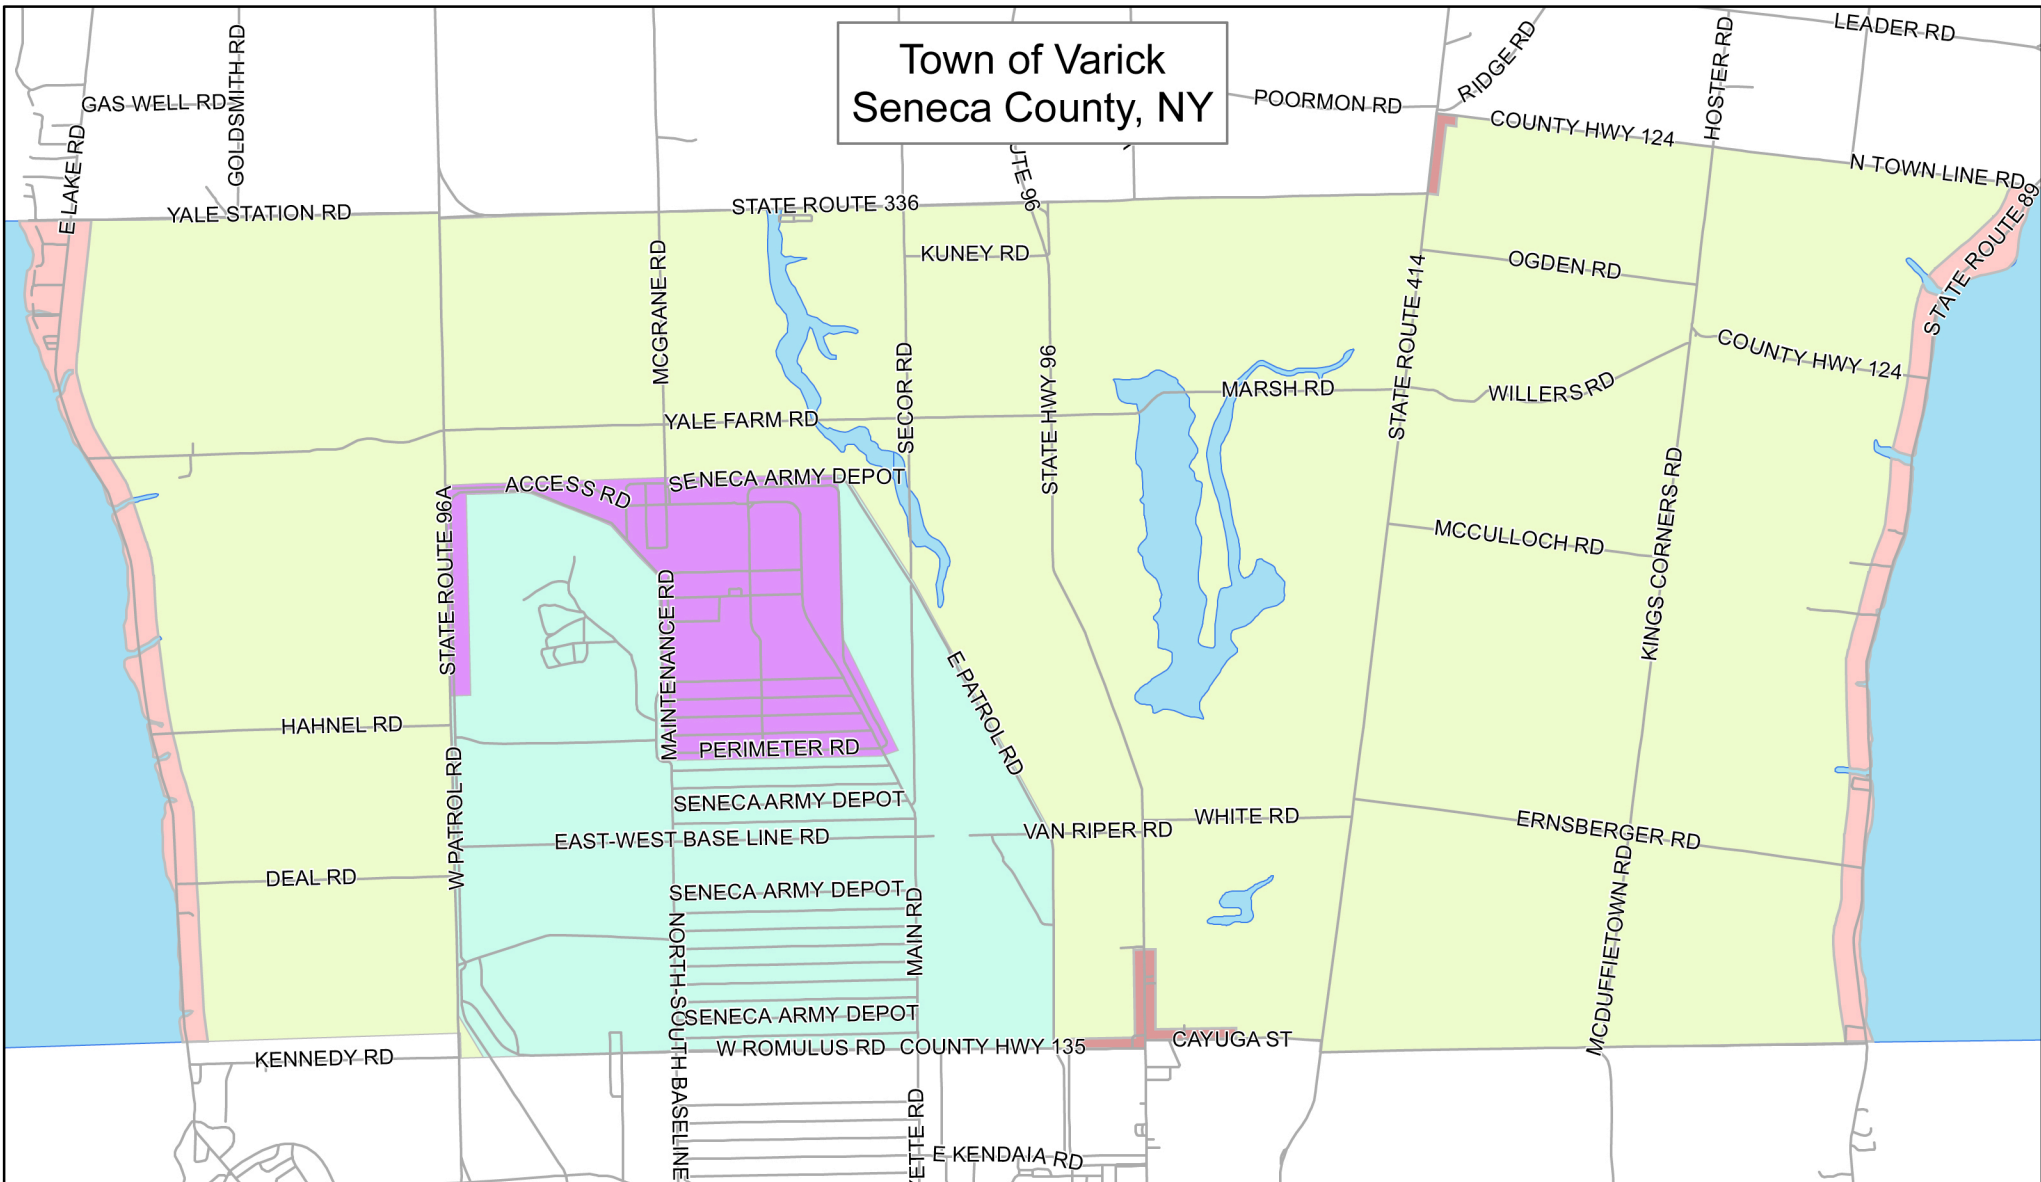 Town of Varick
Seneca County, NY
LEADER RD
GOLDSMITH RD
HOSTER RD
RIDGE RD
GAS WELL RD
POORMON RD
COUNTY HWY 124
E LAKE RD
N TOWN LINE RD
YALE STATION RD
STATE ROUTE 336
UTE 96
STATE ROUTE 89
KUNEY RD
OGDEN RD
MCGRANE RD
STATE ROUTE 414
COUNTY HWY 124
SECOR RD
STATE HWY 96
MARSH RD
WILLERS RD
YALE FARM RD
ACCESS RD
SENECA ARMY DEPOT
STATE ROUTE 96A
KINGS CORNERS RD
MCCULLOCH RD
MAINTENANCE RD
E PATROL RD
HAHNEL RD
PERIMETER RD
W PATROL RD
SENECA ARMY DEPOT
WHITE RD
VAN RIPER RD
ERNSBERGER RD
EAST-WEST BASE LINE RD
DEAL RD
SENECA ARMY DEPOT
MAIN RD
MCDUFFIETOWN RD
NORTH-SOUTH BASELINE
SENECA ARMY DEPOT
W ROMULUS RD
COUNTY HWY 135
CAYUGA ST
KENNEDY RD
ETTE RD
E KENDAIA RD